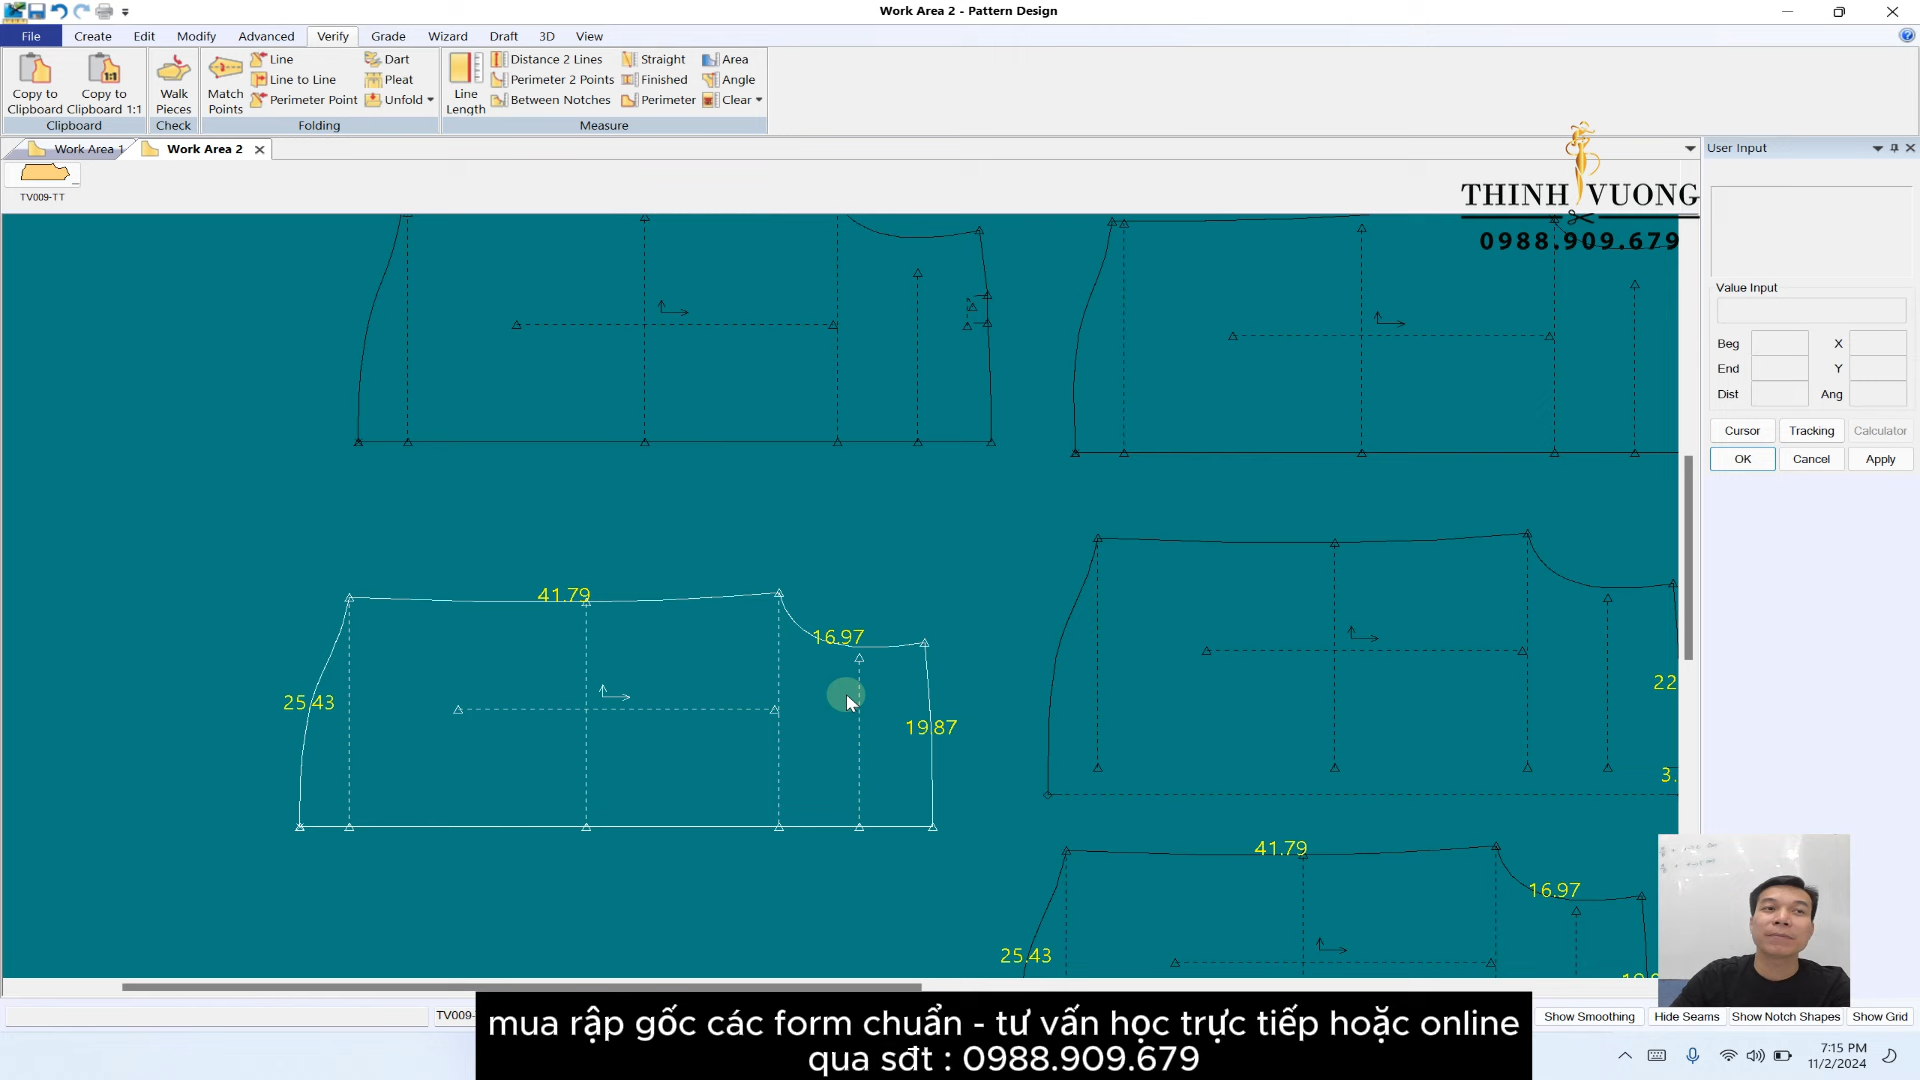 Work Area 2 - Pattern Design
File Create Edit Modify Advanced Verify Grade Wizard Draft 3D View
Copy to Clipboard
Copy to Clipboard 1:1
Clipboard
Walk Pieces
Check
Match Points
Line
Line to Line
Perimeter Point
Dart
Pleat
Unfold
Folding
Line Length
Distance 2 Lines
Perimeter 2 Points
Between Notches
Straight
Finished
Perimeter
Area
Angle
Clear
Measure
Work Area 1
Work Area 2
TV009-TT
THINH VUONG
0988.909.679
User Input
Value Input
Beg X
End Y
Dist Ang
Cursor Tracking Calculator
OK Cancel Apply
41.79
16.97
25.43
19.87
22
3.
41.79
16.97
25.43
TV009-
Show Smoothing Hide Seams Show Notch Shapes Show Grid
mua rập gốc các form chuẩn - tư vấn học trực tiếp hoặc online
qua sđt : 0988.909.679
7:15 PM
11/2/2024